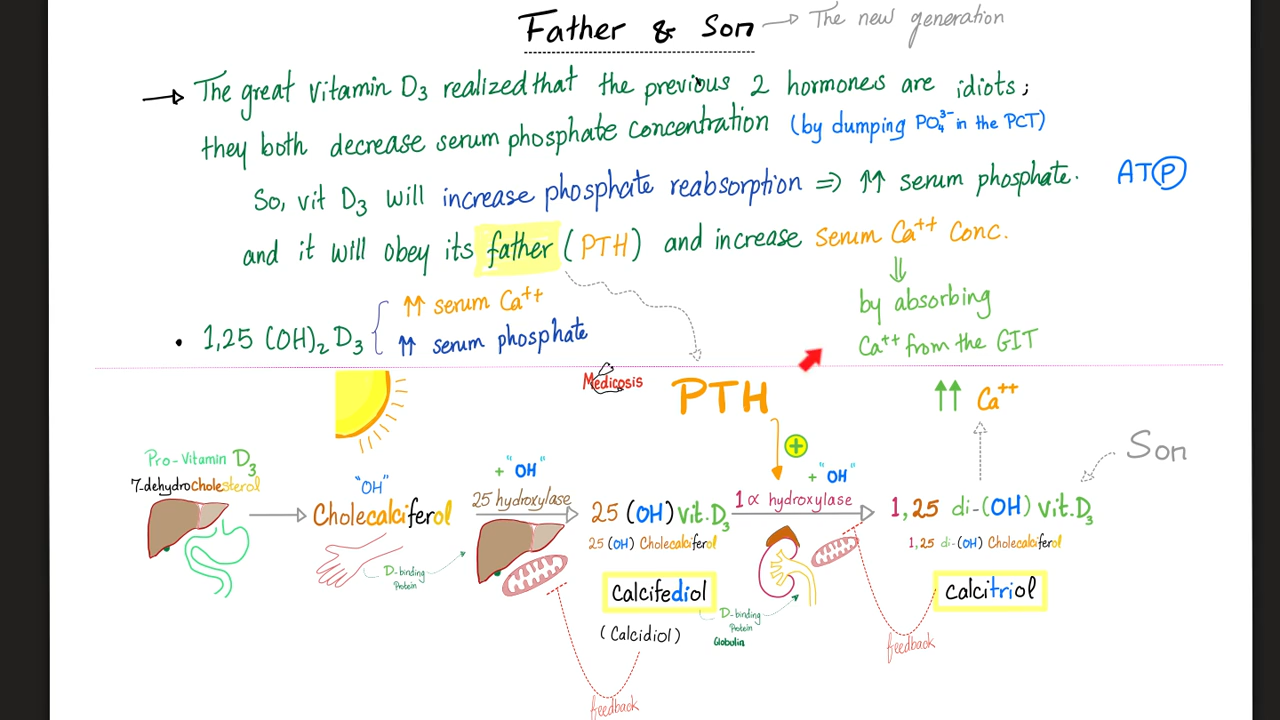 Father & Son → The new generation
→ The great vitamin D3 realized that the previous 2 hormones are idiots;
they both decrease serum phosphate concentration (by dumping PO₄³⁻ in the PCT)
So, vit D3 will increase phosphate reabsorption ⇒ ↑↑ serum phosphate. ATP
and it will obey its father (PTH) and increase serum Ca++ conc.
⇓
by absorbing
Ca++ from the GIT
• 1,25 (OH)₂ D3 { ↑↑ serum Ca++
↑↑ serum phosphate
Medicosis
PTH
↑↑ Ca++
Son
Pro-Vitamin D3
7-dehydrocholesterol
"OH"
Cholecalciferol
D-binding
Protein
+ "OH"
25 hydroxylase
25 (OH) vit.D3
25 (OH) Cholecalciferol
calcifediol
(Calcidiol)
feedback
+
+ "OH"
1α hydroxylase
D-binding
Protein
Globulin
1,25 di-(OH) vit.D3
1,25 di-(OH) Cholecalciferol
calcitriol
feedback